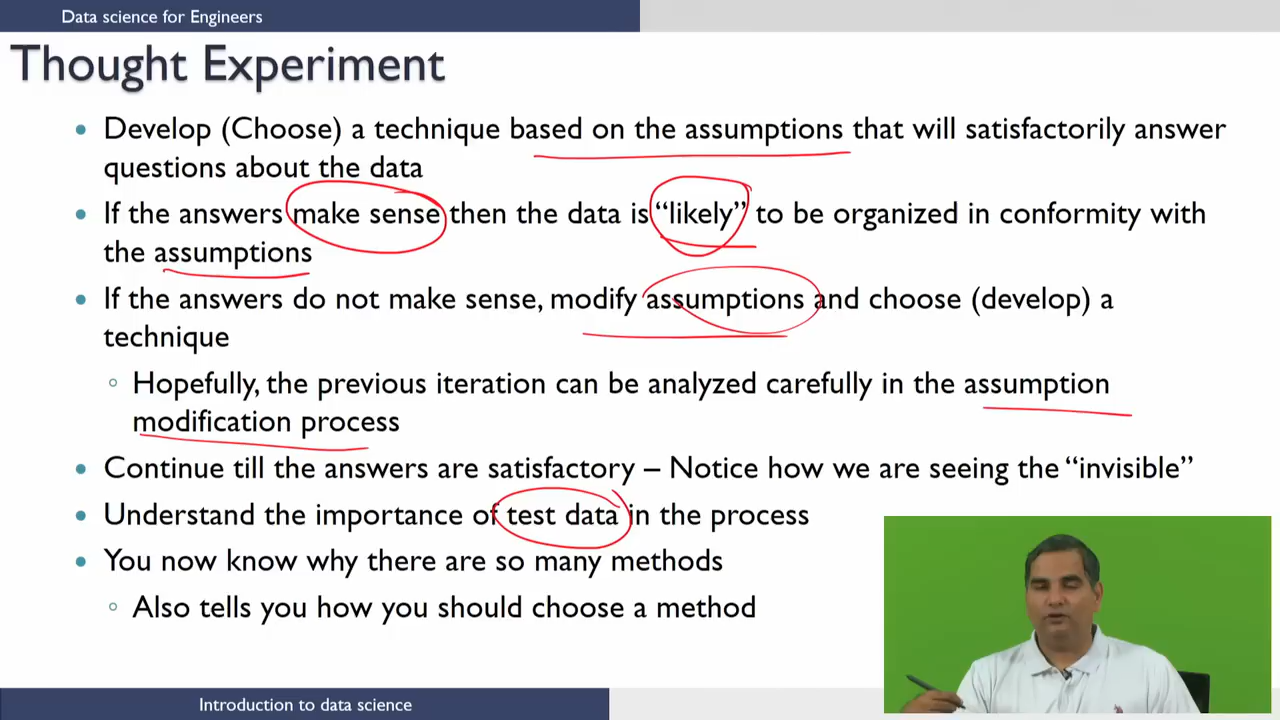 Data science for Engineers
Thought Experiment
• Develop (Choose) a technique based on the assumptions that will satisfactorily answer
questions about the data
• If the answers make sense then the data is “likely” to be organized in conformity with
the assumptions
• If the answers do not make sense, modify assumptions and choose (develop) a
technique
◦ Hopefully, the previous iteration can be analyzed carefully in the assumption
modification process
• Continue till the answers are satisfactory – Notice how we are seeing the “invisible”
• Understand the importance of test data in the process
• You now know why there are so many methods
◦ Also tells you how you should choose a method
Introduction to data science